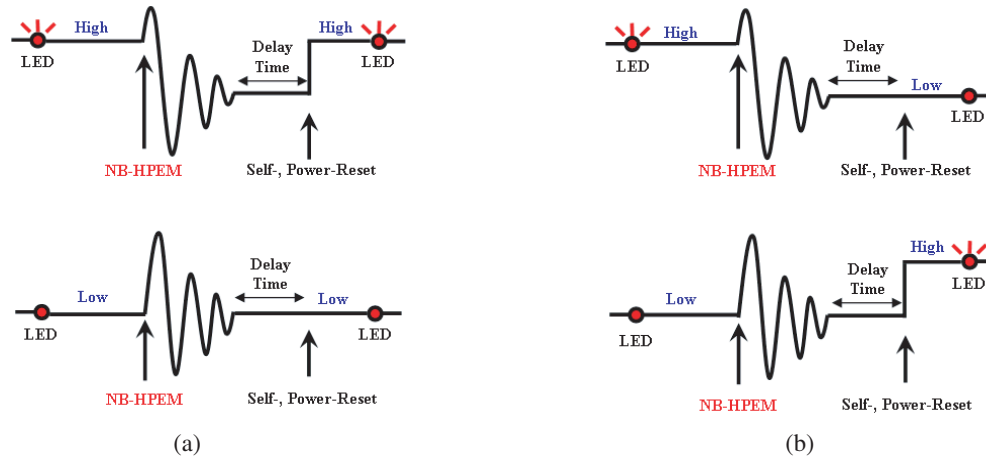 High
Delay
Time
High
LED
LED
NB-HPEM
Self-, Power-Reset
High
Delay
Time
Low
LED
LED
NB-HPEM
Self-, Power-Reset
Low
Delay
Time
Low
LED
LED
NB-HPEM
Self-, Power-Reset
Low
Delay
Time
High
LED
LED
NB-HPEM
Self-, Power-Reset
(a)
(b)